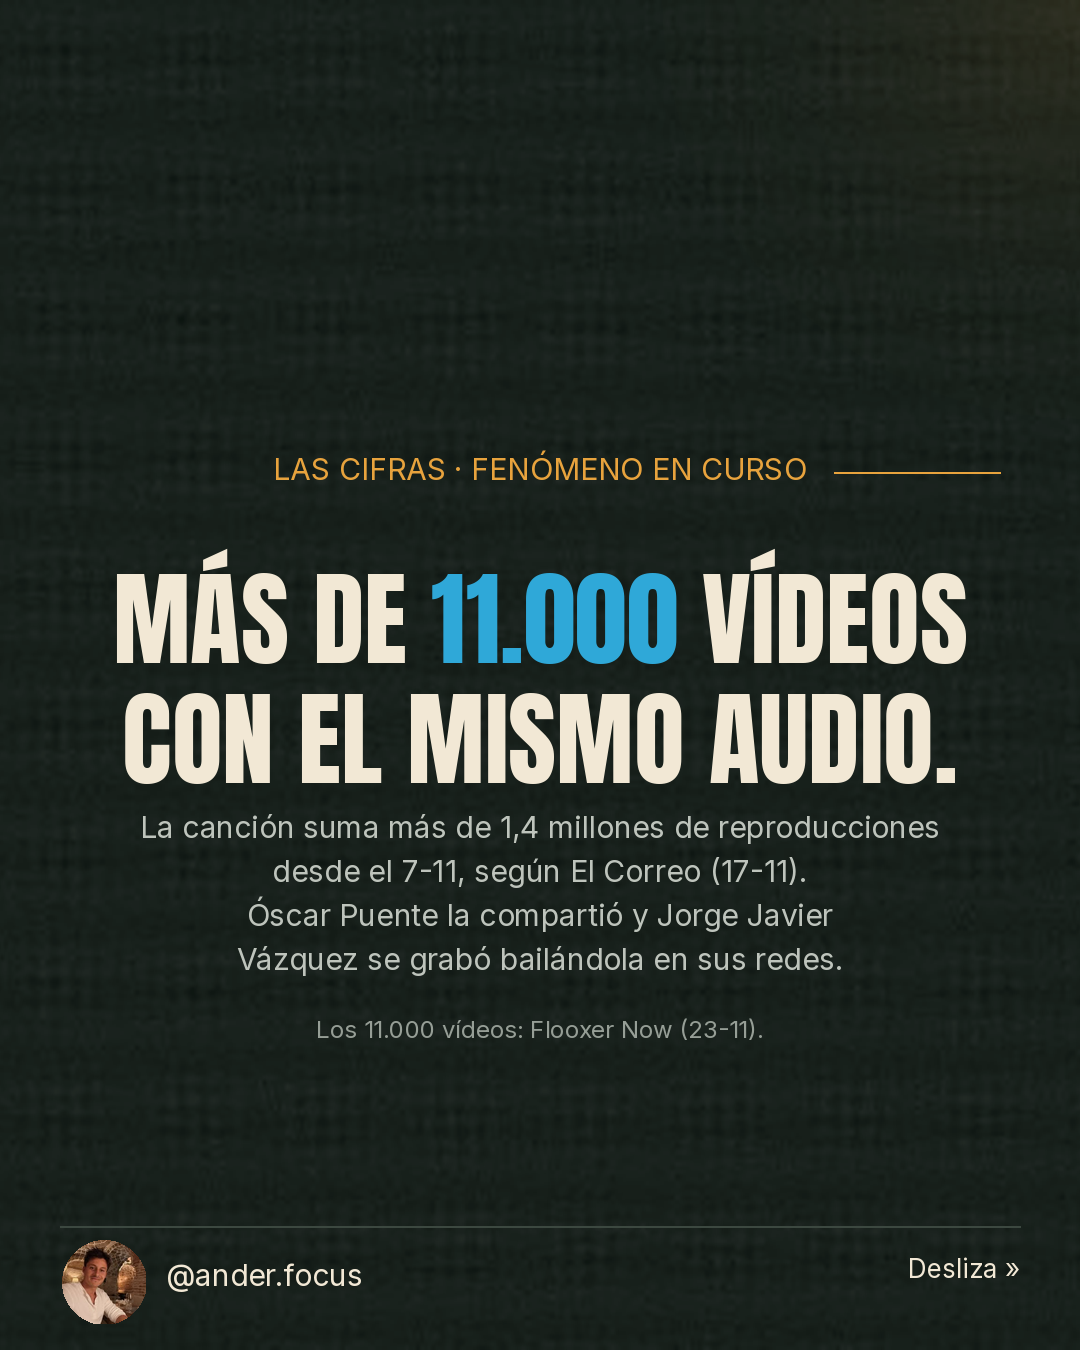 LAS CIFRAS · FENÓMENO EN CURSO
MÁS DE 11.000 VÍDEOS
CON EL MISMO AUDIO.
La canción suma más de 1,4 millones de reproducciones
desde el 7-11, según El Correo (17-11).
Óscar Puente la compartió y Jorge Javier
Vázquez se grabó bailándola en sus redes.
Los 11.000 vídeos: Flooxer Now (23-11).
@ander.focus
Desliza »